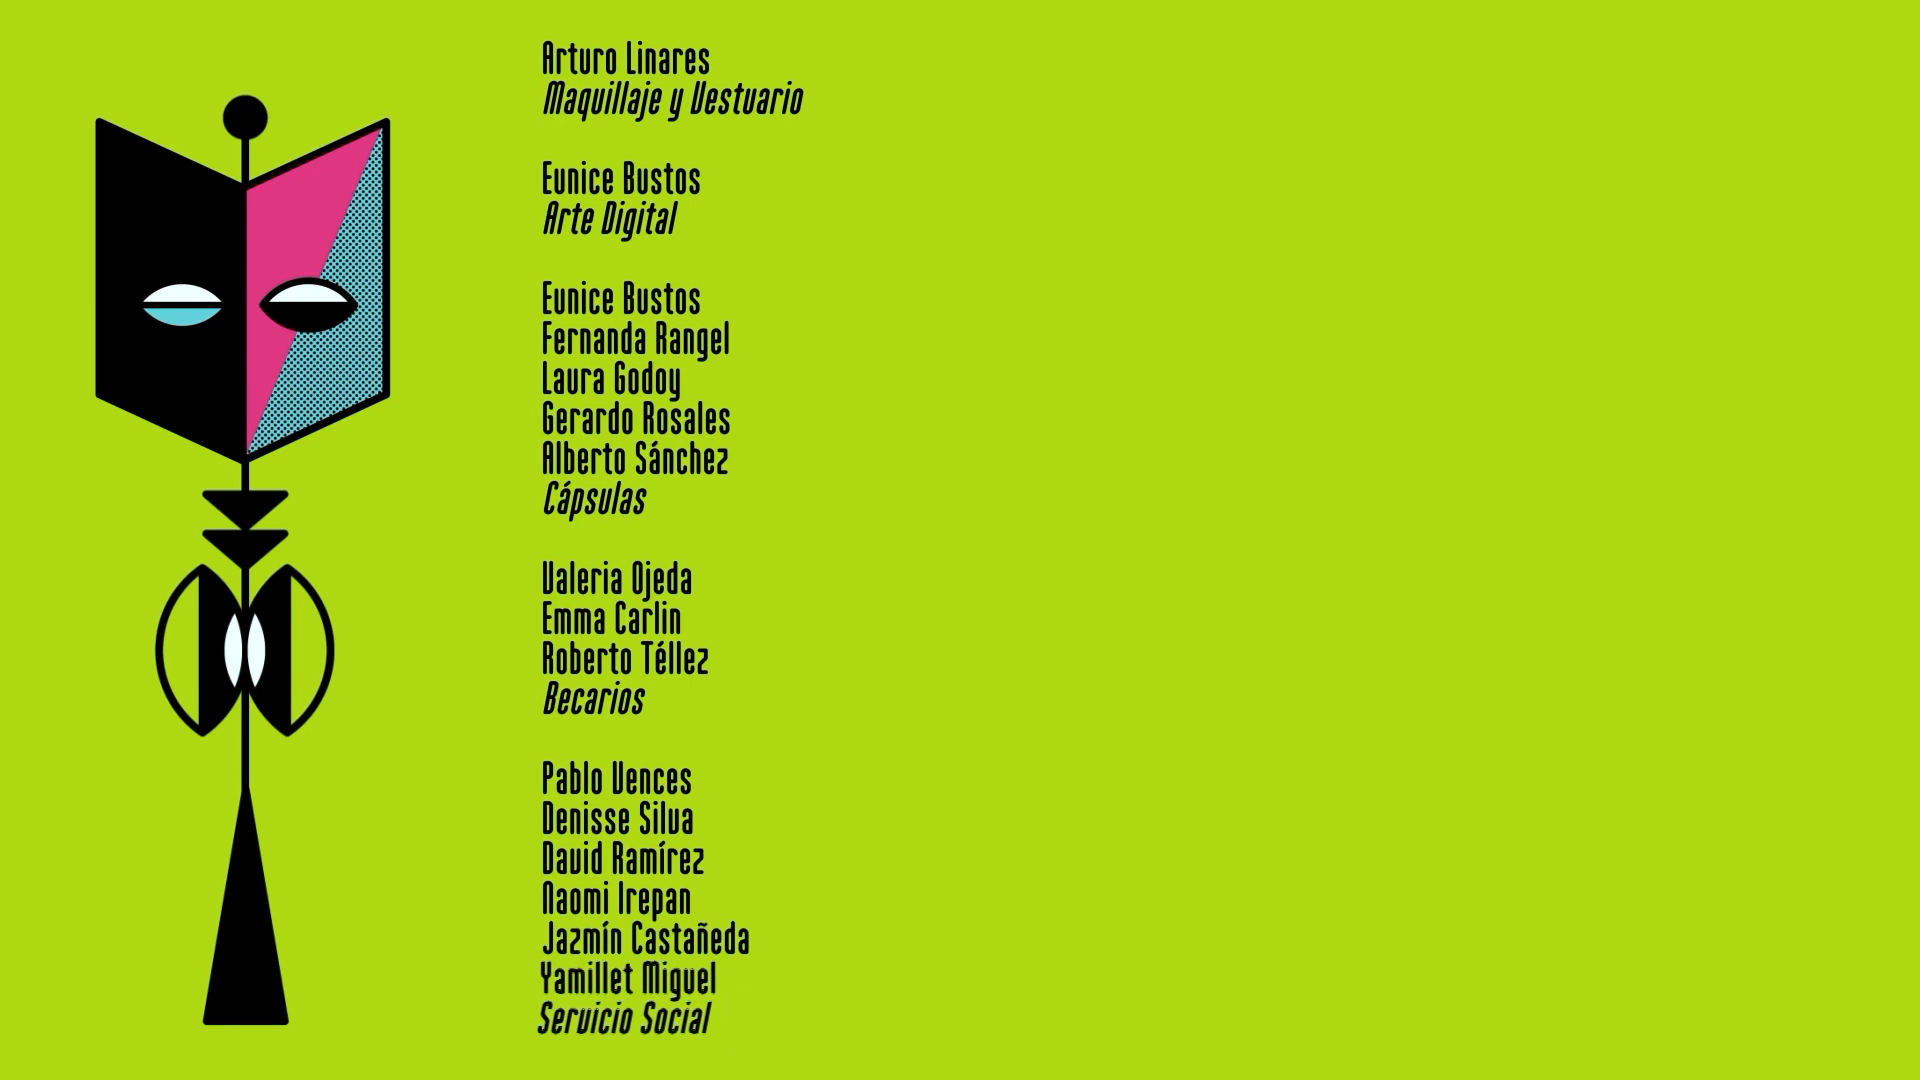 Arturo Linares
Maquillaje y Vestuario
Eunice Bustos
Arte Digital
Eunice Bustos
Fernanda Rangel
Laura Godoy
Gerardo Rosales
Alberto Sánchez
Cápsulas
Valeria Ojeda
Emma Carlin
Roberto Téllez
Becarios
Pablo Vences
Denisse Silva
David Ramírez
Naomi Irepan
Jazmín Castañeda
Yamillet Miguel
Servicio Social